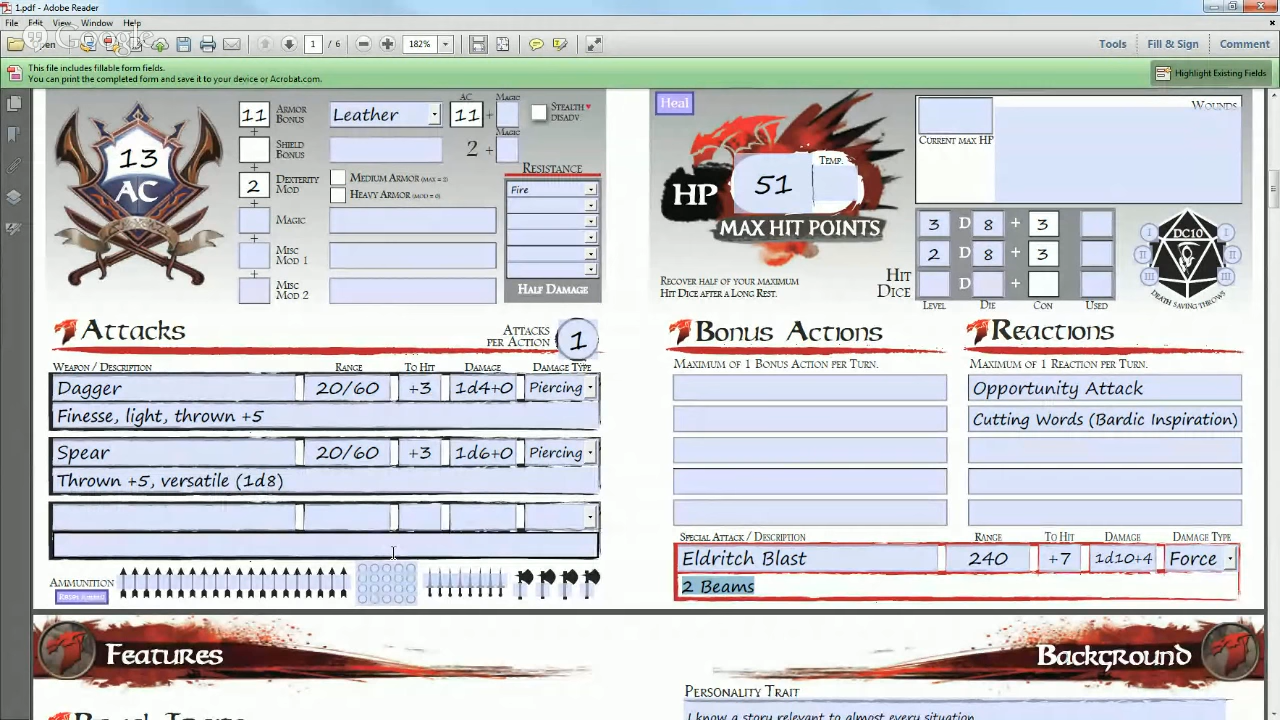 1.pdf - Adobe Reader
File Edit View Window Help
Google
Open 1 / 6 182% Tools Fill & Sign Comment
This file includes fillable form fields.
You can print the completed form and save it to your device or Acrobat.com.
Highlight Existing Fields
13
AC
11 ARMOR BONUS Leather AC 11 + MAGIC STEALTH♥ DISADV
+
SHIELD BONUS 2 + MAGIC
+
2 DEXTERITY MOD MEDIUM ARMOR (MAX = 2)
HEAVY ARMOR (MOD = 0)
+
MAGIC
+
MISC MOD 1
+
MISC MOD 2
RESISTANCE
Fire
HALF DAMAGE
Heal
HP 51 TEMP.
MAX HIT POINTS
WOUNDS
CURRENT MAX HP
RECOVER HALF OF YOUR MAXIMUM
HIT DICE AFTER A LONG REST.
HIT DICE
3 D 8 + 3
2 D 8 + 3
D +
LEVEL DIE CON USED
DC10
I I
II II
III III
DEATH SAVING THROWS
Attacks
ATTACKS PER ACTION 1
WEAPON / DESCRIPTION RANGE TO HIT DAMAGE DAMAGE TYPE
Dagger 20/60 +3 1d4+0 Piercing
Finesse, light, thrown +5
Spear 20/60 +3 1d6+0 Piercing
Thrown +5, versatile (1d8)
AMMUNITION
Bonus Actions
MAXIMUM OF 1 BONUS ACTION PER TURN.
Reactions
MAXIMUM OF 1 REACTION PER TURN.
Opportunity Attack
Cutting Words (Bardic Inspiration)
SPECIAL ATTACK / DESCRIPTION RANGE TO HIT DAMAGE DAMAGE TYPE
Eldritch Blast 240 +7 1d10+4 Force
2 Beams
Features
Background
PERSONALITY TRAIT
I know a story relevant to almost every situation